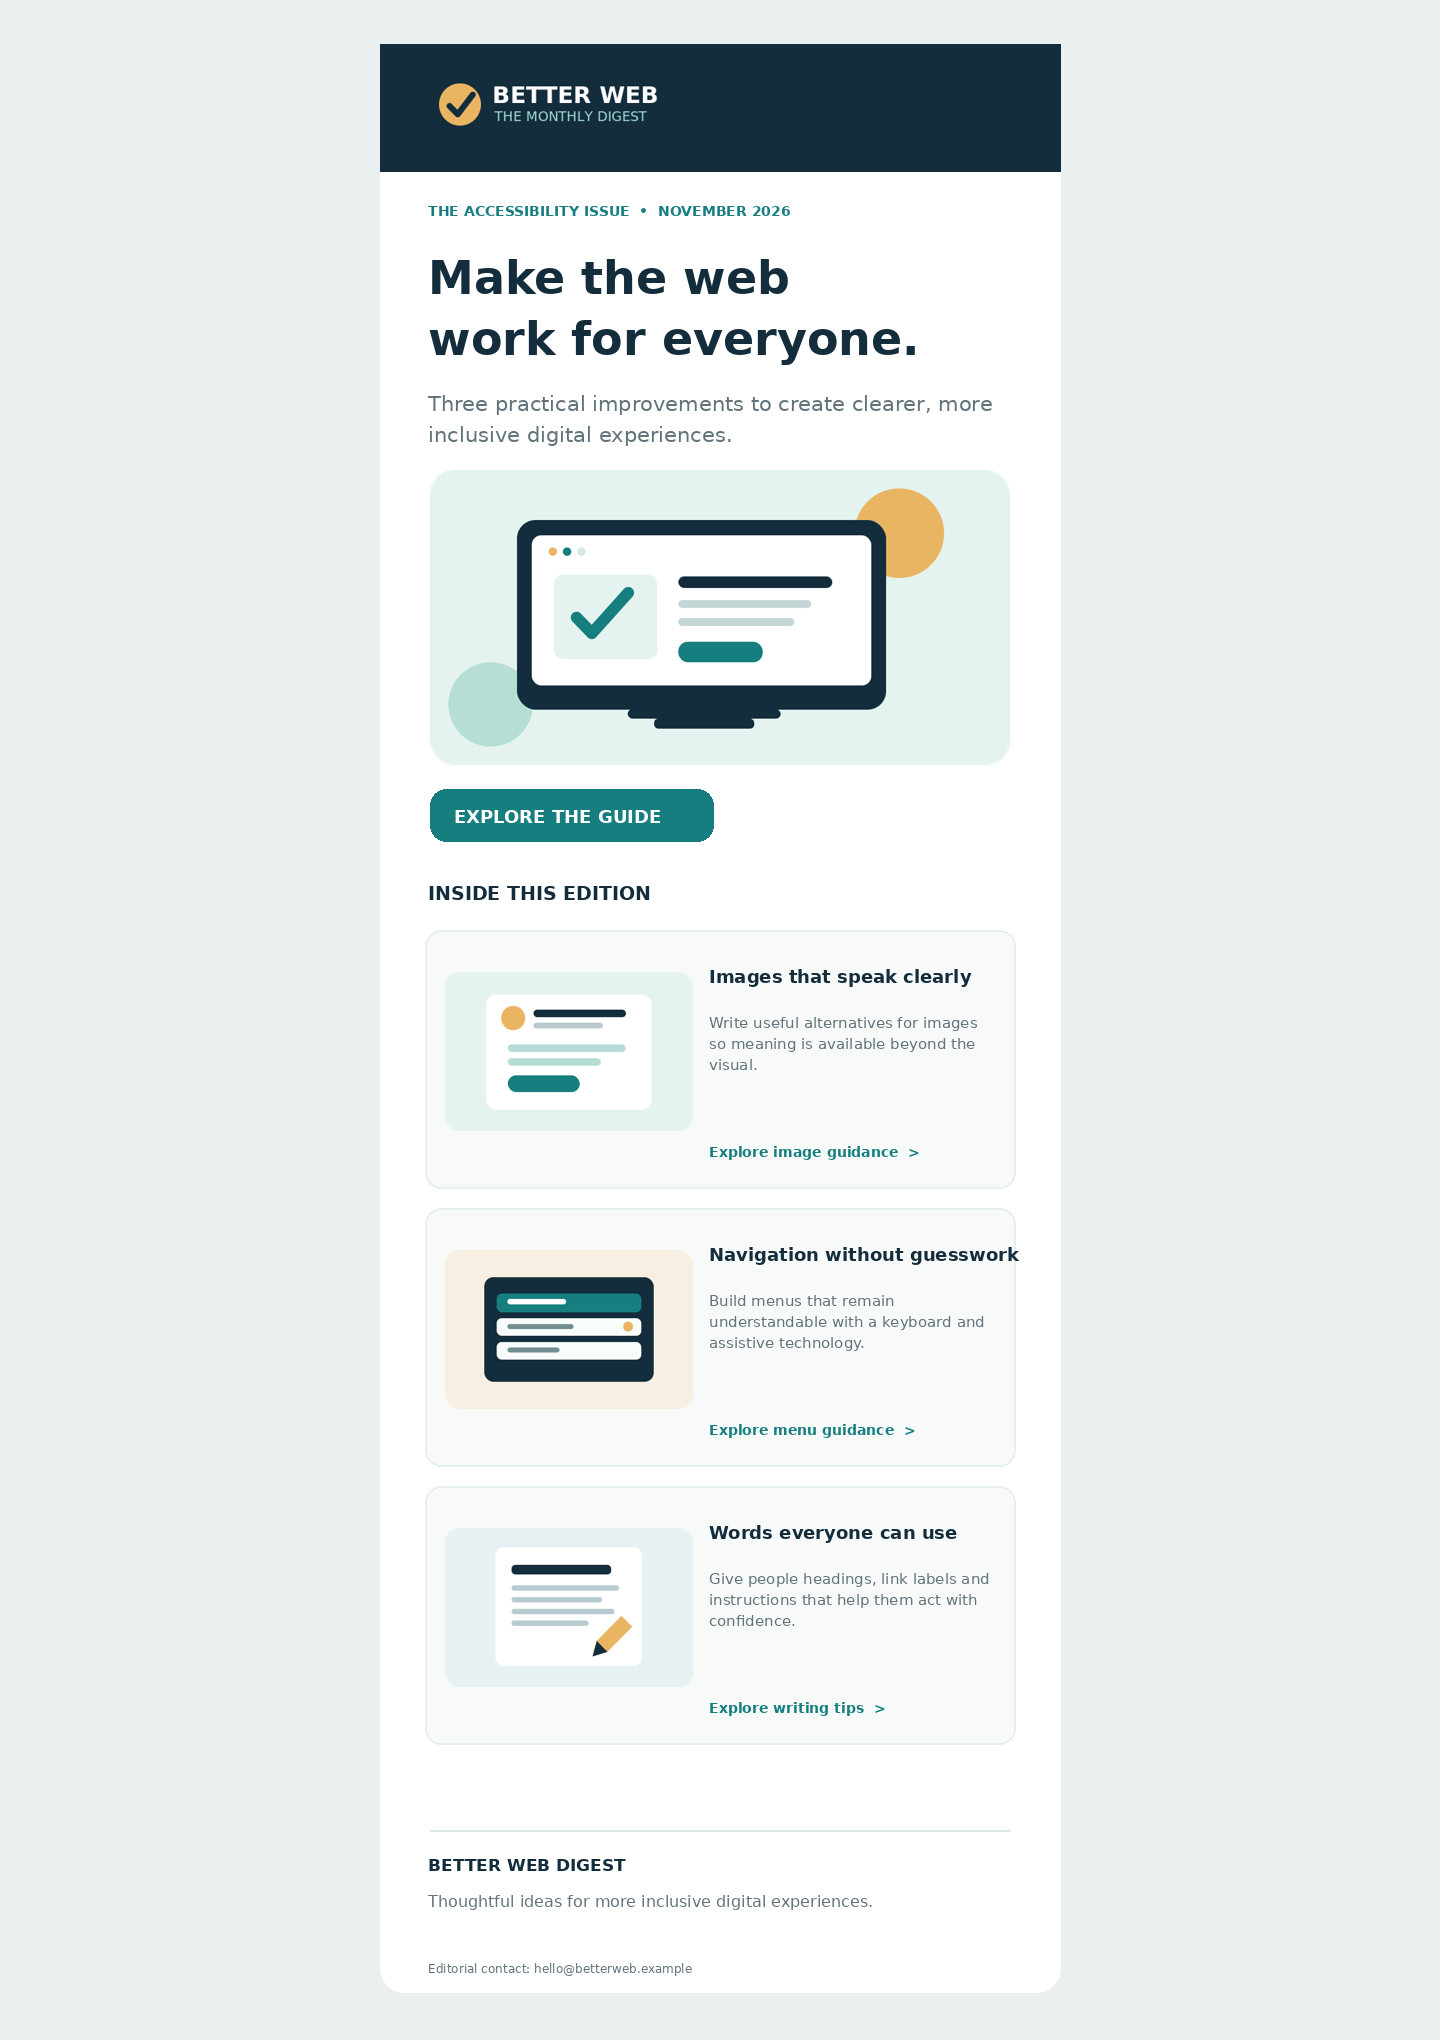 BETTER WEB
THE MONTHLY DIGEST
THE ACCESSIBILITY ISSUE • NOVEMBER 2026
Make the web
work for everyone.
Three practical improvements to create clearer, more
inclusive digital experiences.
EXPLORE THE GUIDE
INSIDE THIS EDITION
Images that speak clearly
Write useful alternatives for images
so meaning is available beyond the
visual.
Explore image guidance >
Navigation without guesswork
Build menus that remain
understandable with a keyboard and
assistive technology.
Explore menu guidance >
Words everyone can use
Give people headings, link labels and
instructions that help them act with
confidence.
Explore writing tips >
BETTER WEB DIGEST
Thoughtful ideas for more inclusive digital experiences.
Editorial contact: hello@betterweb.example